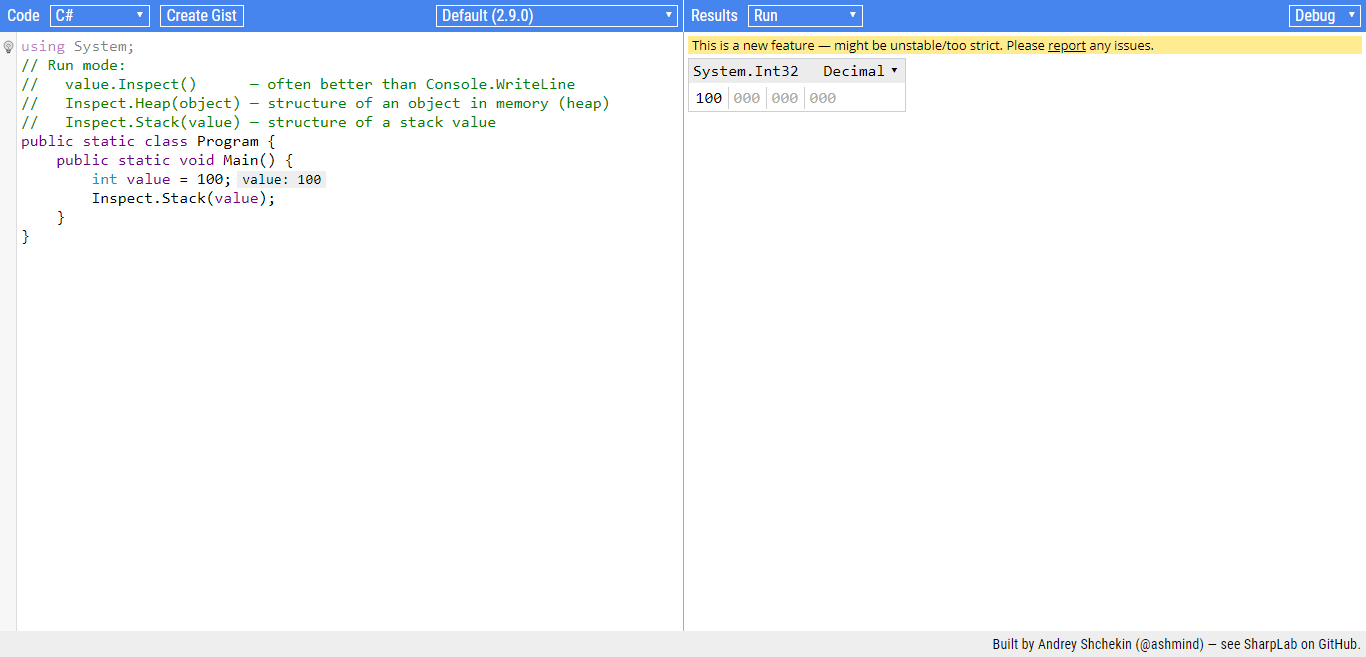 Code C# Create Gist Default (2.9.0) Results Run Debug
using System;
// Run mode:
//   value.Inspect()      — often better than Console.WriteLine
//   Inspect.Heap(object) — structure of an object in memory (heap)
//   Inspect.Stack(value) — structure of a stack value
public static class Program {
    public static void Main() {
        int value = 100; value: 100
        Inspect.Stack(value);
    }
}
This is a new feature — might be unstable/too strict. Please report any issues.
System.Int32 Decimal
100 000 000 000
Built by Andrey Shchekin (@ashmind) — see SharpLab on GitHub.